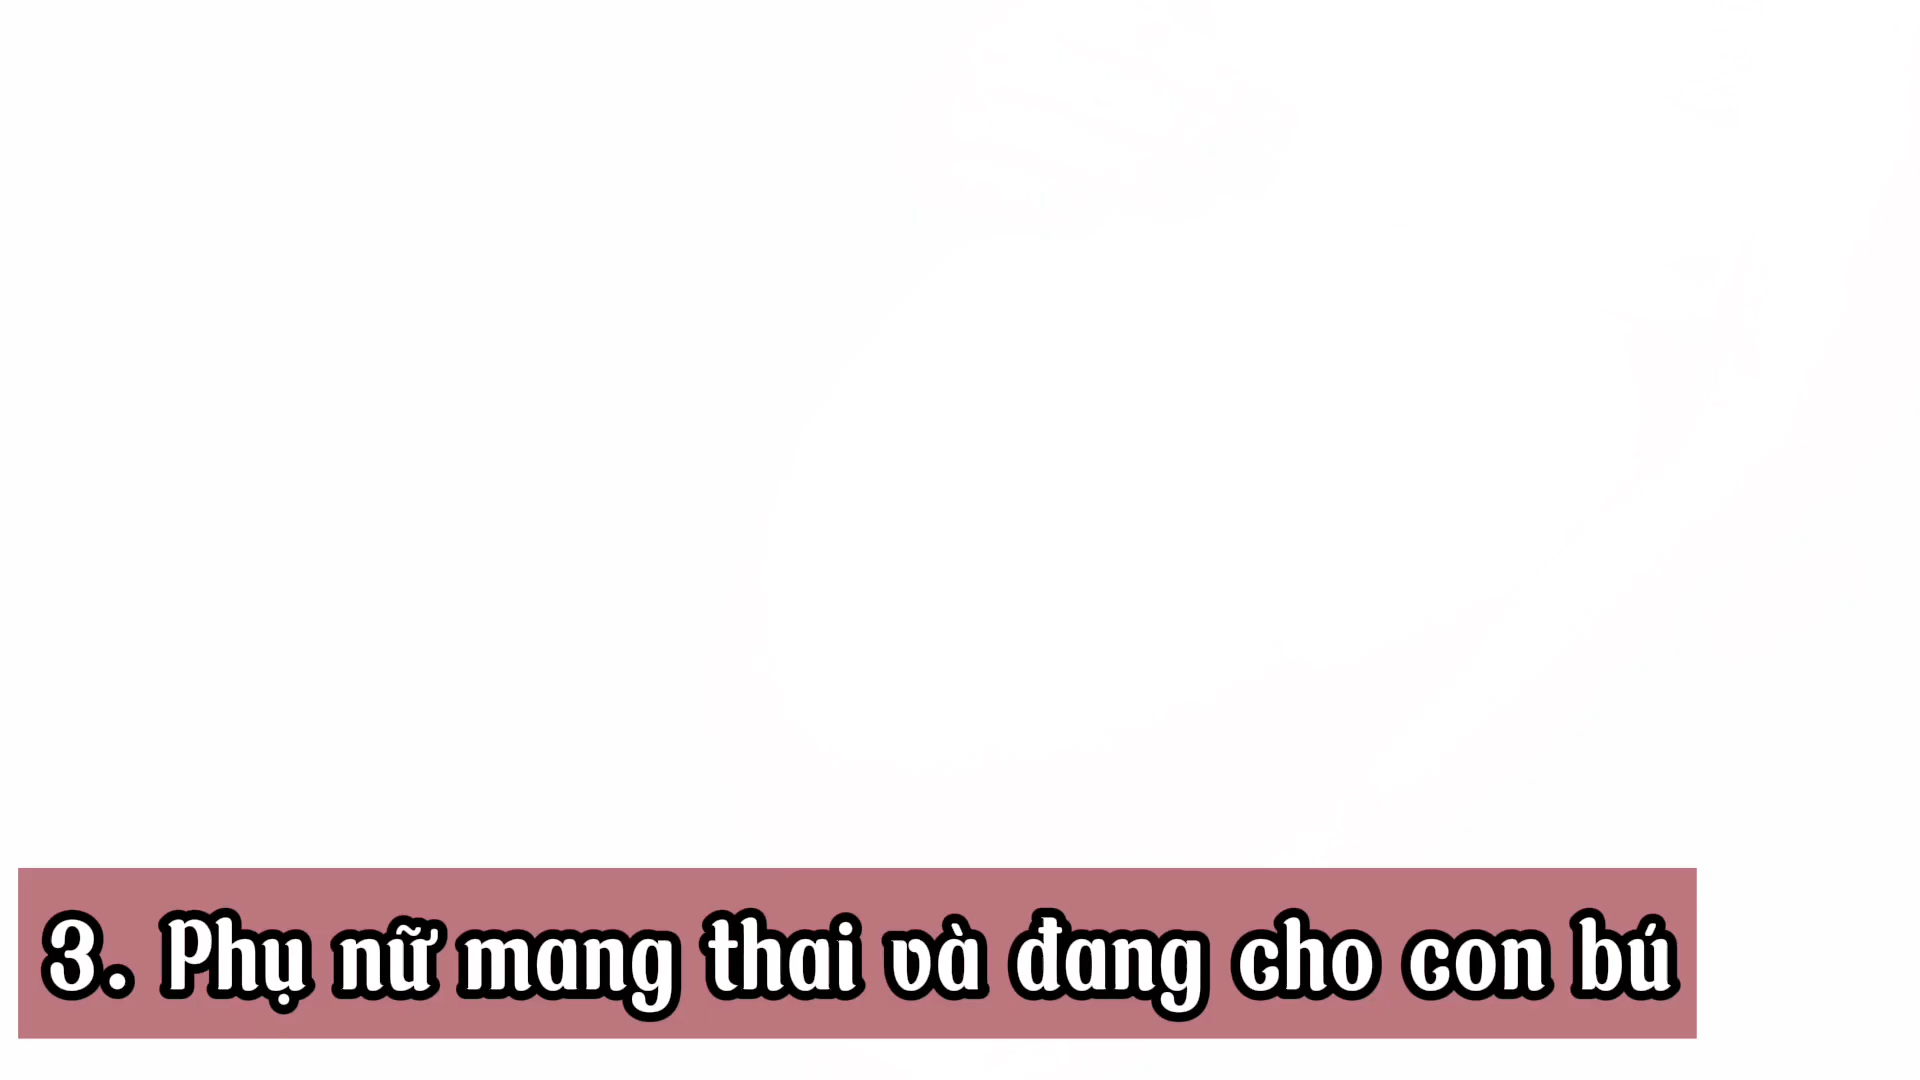 3. Phụ nữ mang thai và đang cho con bú